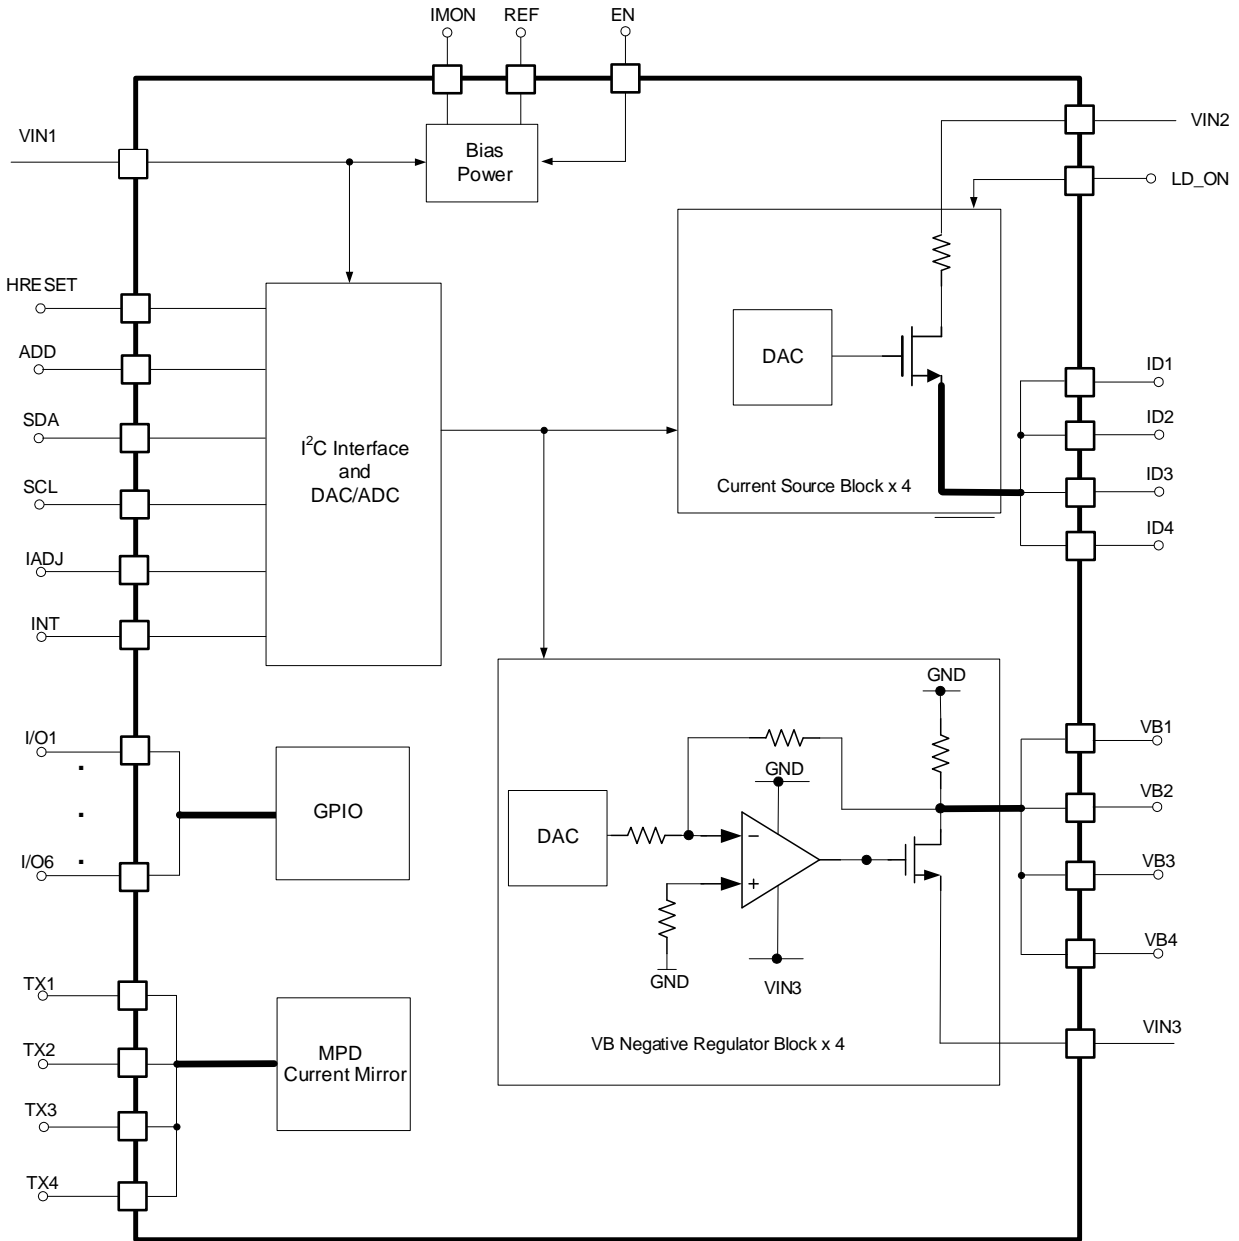 IMON
REF
EN
VIN1
Bias
Power
VIN2
LD_ON
HRESET
ADD
SDA
SCL
IADJ
INT
I²C Interface
and
DAC/ADC
DAC
Current Source Block x 4
ID1
ID2
ID3
ID4
I/O1
I/O6
GPIO
GND
GND
DAC
−
+
GND
VIN3
VB Negative Regulator Block x 4
VB1
VB2
VB3
VB4
VIN3
TX1
TX2
TX3
TX4
MPD
Current Mirror